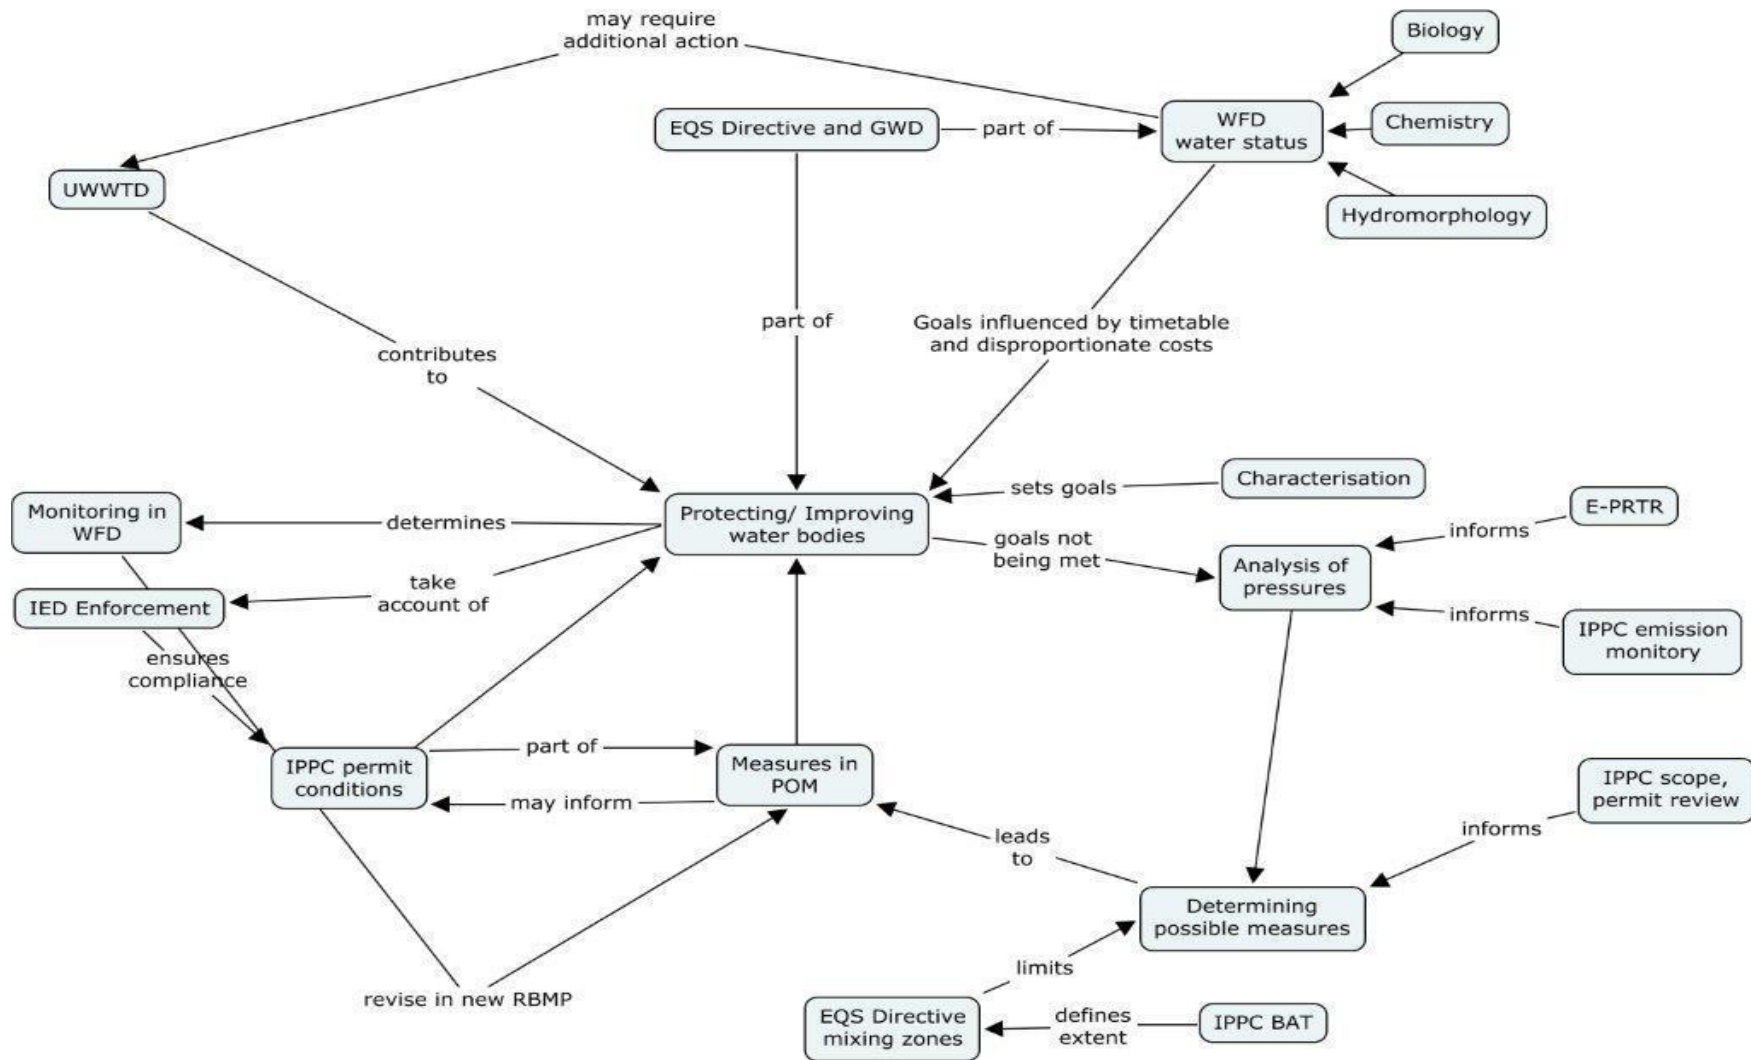 may require
additional action
Biology
EQS Directive and GWD
part of
WFD
water status
Chemistry
UWWTD
Hydromorphology
part of
Goals influenced by timetable
and disproportionate costs
contributes
to
Monitoring in
WFD
determines
Protecting/ Improving
water bodies
sets goals
Characterisation
goals not
being met
E-PRTR
informs
Analysis of
pressures
IED Enforcement
take
account of
informs
IPPC emission
monitory
ensures
compliance
IPPC permit
conditions
part of
may inform
Measures in
POM
IPPC scope,
permit review
informs
leads
to
Determining
possible measures
limits
revise in new RBMP
EQS Directive
mixing zones
defines
extent
IPPC BAT